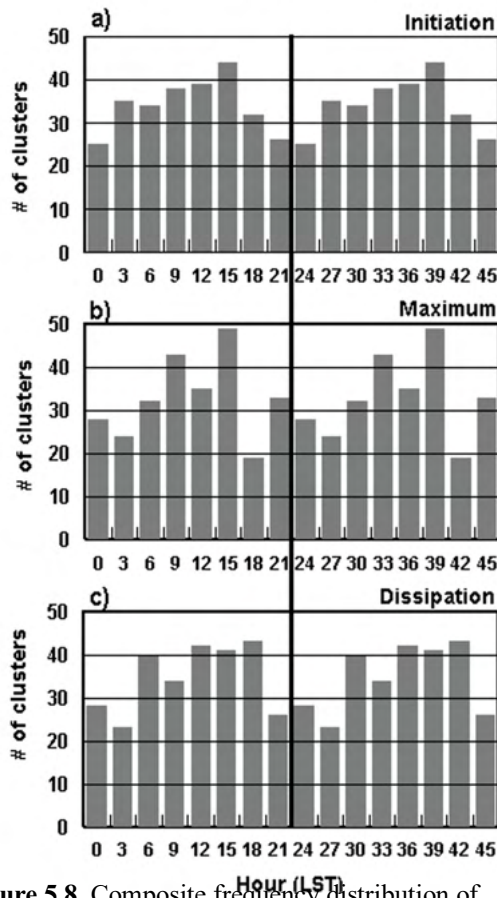 a) Initiation
50
40
30
20
10
0
# of clusters
0 3 6 9 12 15 18 21 24 27 30 33 36 39 42 45
b) Maximum
50
40
30
20
10
0
# of clusters
0 3 6 9 12 15 18 21 24 27 30 33 36 39 42 45
c) Dissipation
50
40
30
20
10
0
# of clusters
0 3 6 9 12 15 18 21 24 27 30 33 36 39 42 45
Hour (LST)
ure 5.8. Composite frequency distribution of